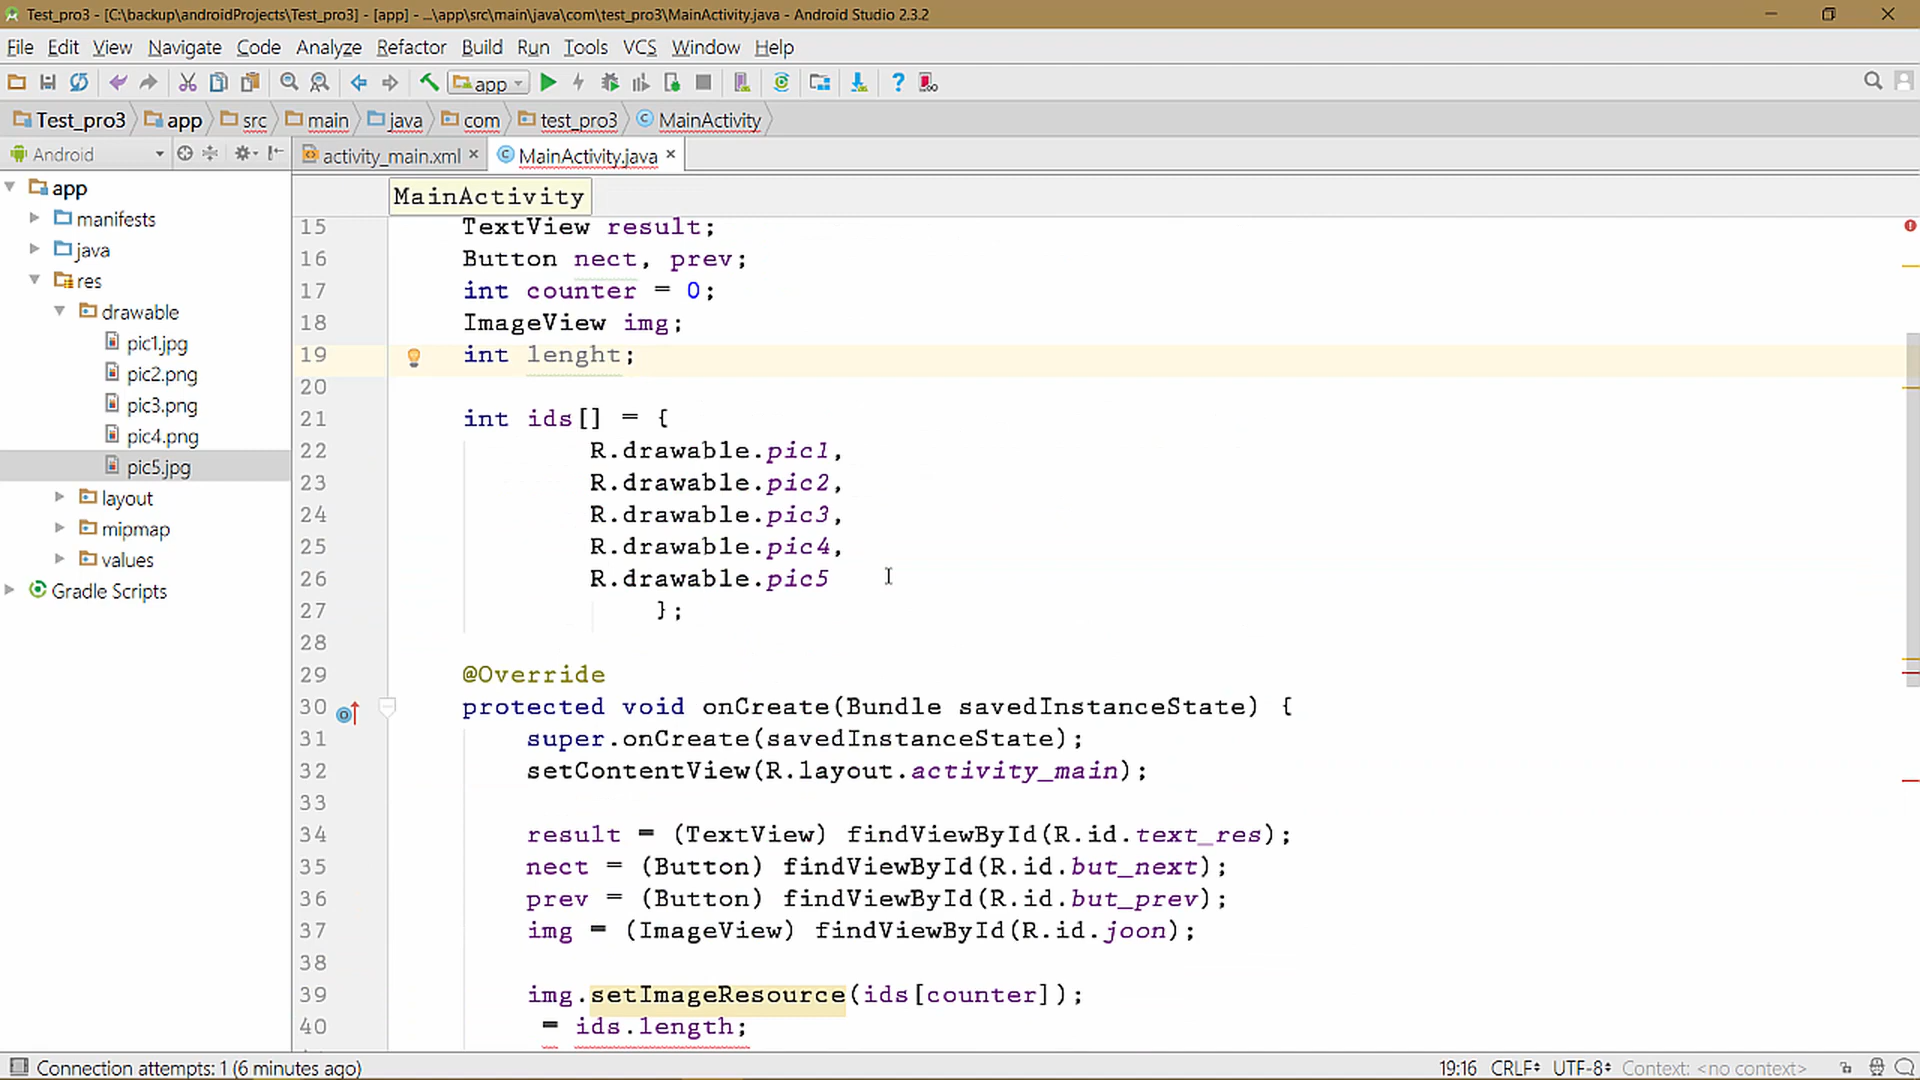 Test_pro3 - [C:\backup\androidProjects\Test_pro3] - [app] - ...\app\src\main\java\com\test_pro3\MainActivity.java - Android Studio 2.3.2
File Edit View Navigate Code Analyze Refactor Build Run Tools VCS Window Help
app
Test_pro3 app src main java com test_pro3 MainActivity
Android activity_main.xml MainActivity.java
app
manifests
java
res
drawable
pic1.jpg
pic2.png
pic3.png
pic4.png
pic5.jpg
layout
mipmap
values
Gradle Scripts
MainActivity
15 TextView result;
16 Button nect, prev;
17 int counter = 0;
18 ImageView img;
19 int lenght;
20
21 int ids[] = {
22 R.drawable.pic1,
23 R.drawable.pic2,
24 R.drawable.pic3,
25 R.drawable.pic4,
26 R.drawable.pic5
27 };
28
29 @Override
30 protected void onCreate(Bundle savedInstanceState) {
31 super.onCreate(savedInstanceState);
32 setContentView(R.layout.activity_main);
33
34 result = (TextView) findViewById(R.id.text_res);
35 nect = (Button) findViewById(R.id.but_next);
36 prev = (Button) findViewById(R.id.but_prev);
37 img = (ImageView) findViewById(R.id.joon);
38
39 img.setImageResource(ids[counter]);
40 = ids.length;
Connection attempts: 1 (6 minutes ago) 19:16 CRLF UTF-8 Context: <no context>